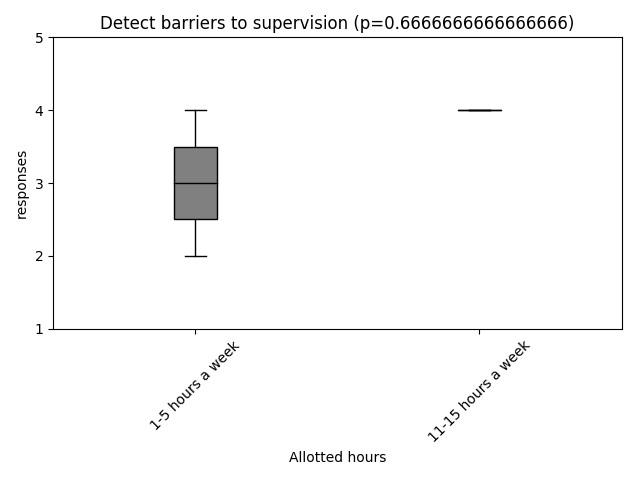 Detect barriers to supervision (p=0.6666666666666666)
5
4
3
2
1
responses
1-5 hours a week
11-15 hours a week
Allotted hours